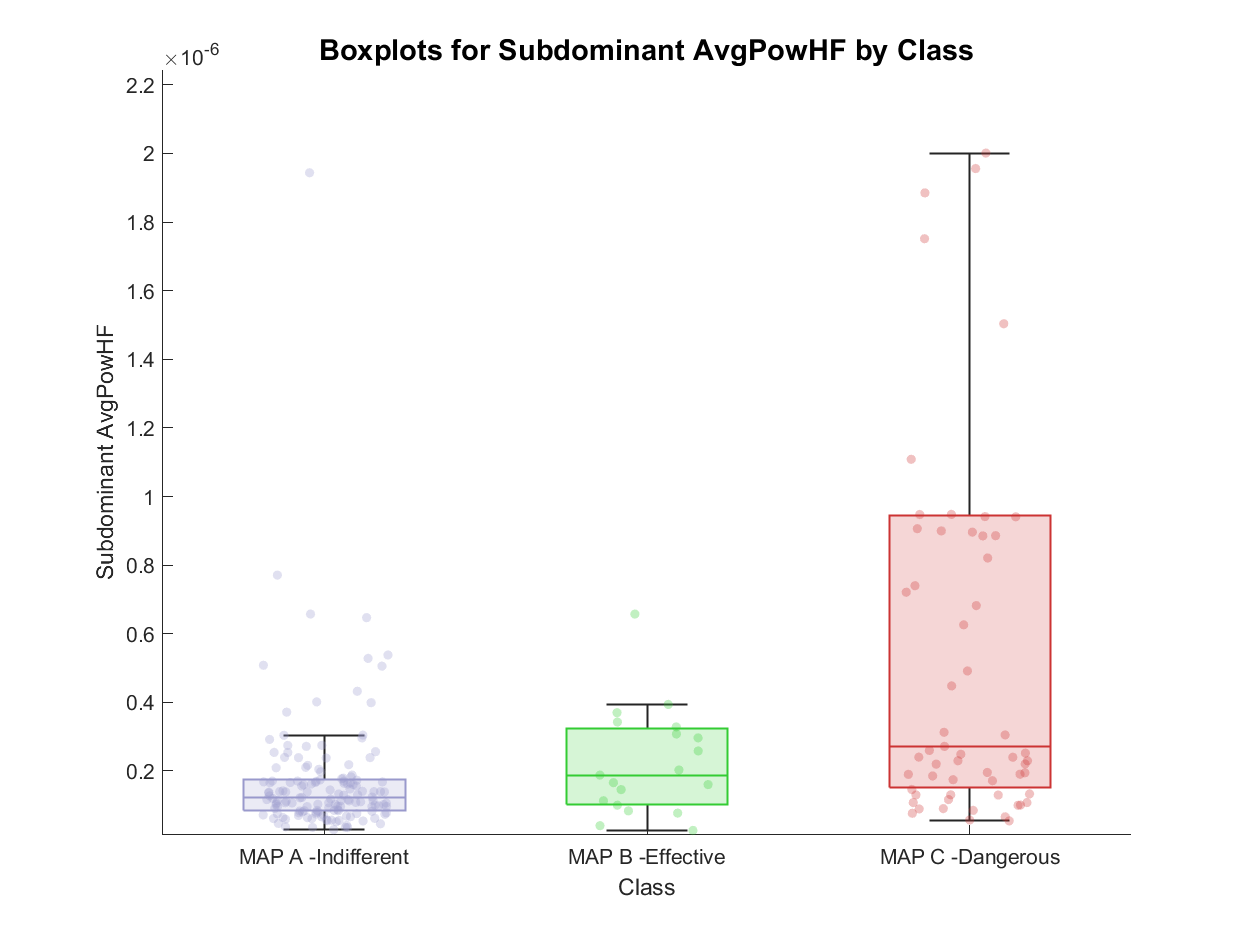 Boxplots for Subdominant AvgPowHF by Class
×10-6
2.2
2
1.8
1.6
1.4
1.2
1
0.8
0.6
0.4
0.2
Subdominant AvgPowHF
MAP A -Indifferent
MAP B -Effective
MAP C -Dangerous
Class